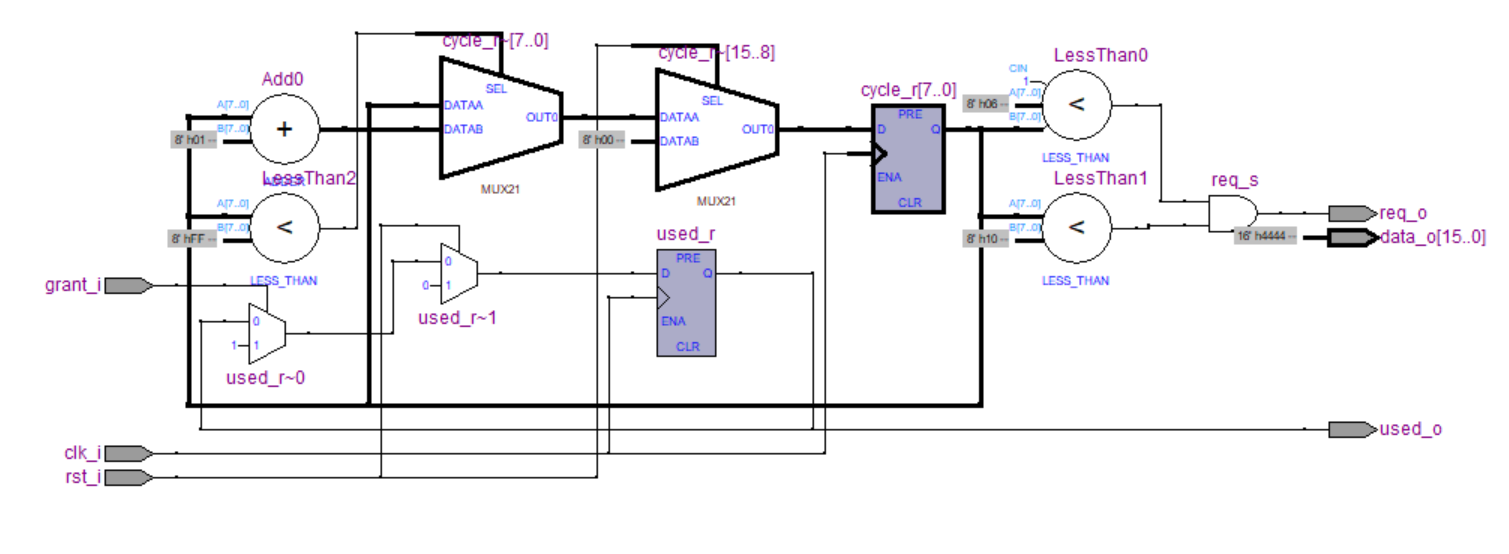 cycle_r~[7..0]
SEL
DATAA
DATAB
OUT0
MUX21
cycle_r~[15..8]
SEL
DATAA
8' h00 --
DATAB
OUT0
MUX21
cycle_r[7..0]
PRE
D
Q
ENA
CLR
LessThan0
CIN
1
A[7..0]
8' h06 --
B[7..0]
<
LESS_THAN
Add0
A[7..0]
B[7..0]
8' h01 --
+
ADDER
LessThan2
A[7..0]
B[7..0]
8' hFF --
<
LESS_THAN
LessThan1
A[7..0]
B[7..0]
8' h10 --
<
LESS_THAN
req_s
req_o
16' h4444 --
data_o[15..0]
used_r
PRE
D
Q
ENA
CLR
0
0
1
used_r~1
grant_i
0
1
1
used_r~0
used_o
clk_i
rst_i